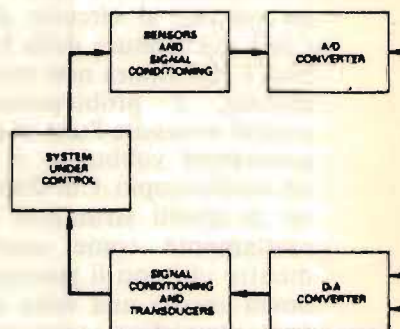 SENSORS
AND
SIGNAL
CONDITIONING
A/D
CONVERTER
SYSTEM
UNDER
CONTROL
SIGNAL
CONDITIONING
AND
TRANSDUCERS
D/A
CONVERTER